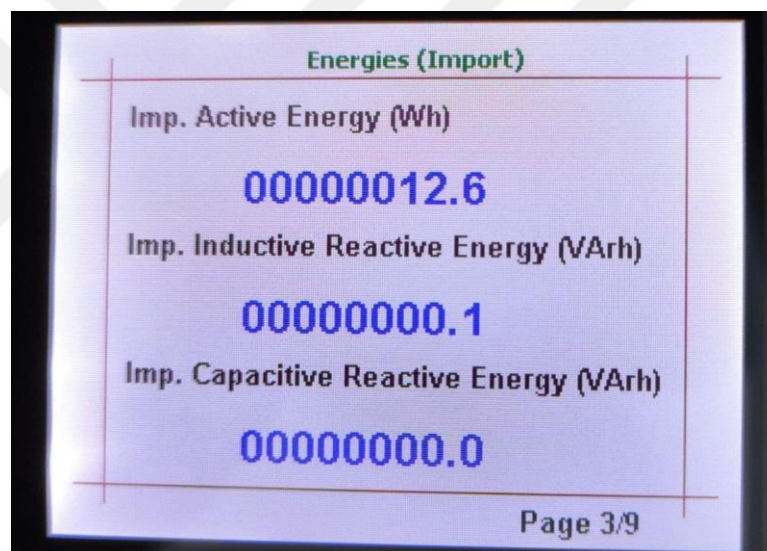 Energies (Import)
Imp. Active Energy (Wh)
00000012.6
Imp. Inductive Reactive Energy (VArh)
00000000.1
Imp. Capacitive Reactive Energy (VArh)
00000000.0
Page 3/9